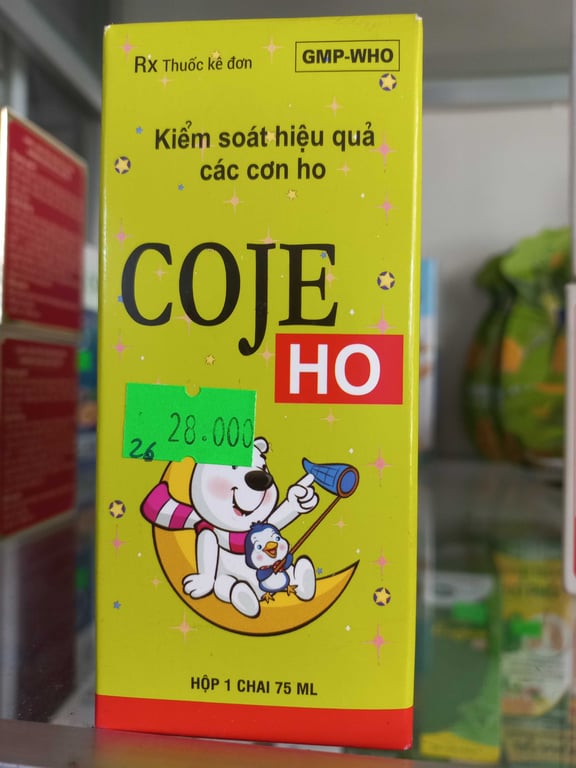 Rx Thuốc kê đơn
GMP-WHO
Kiểm soát hiệu quả
các cơn ho
COJE
HO
28.000
26
HỘP 1 CHAI 75 ML